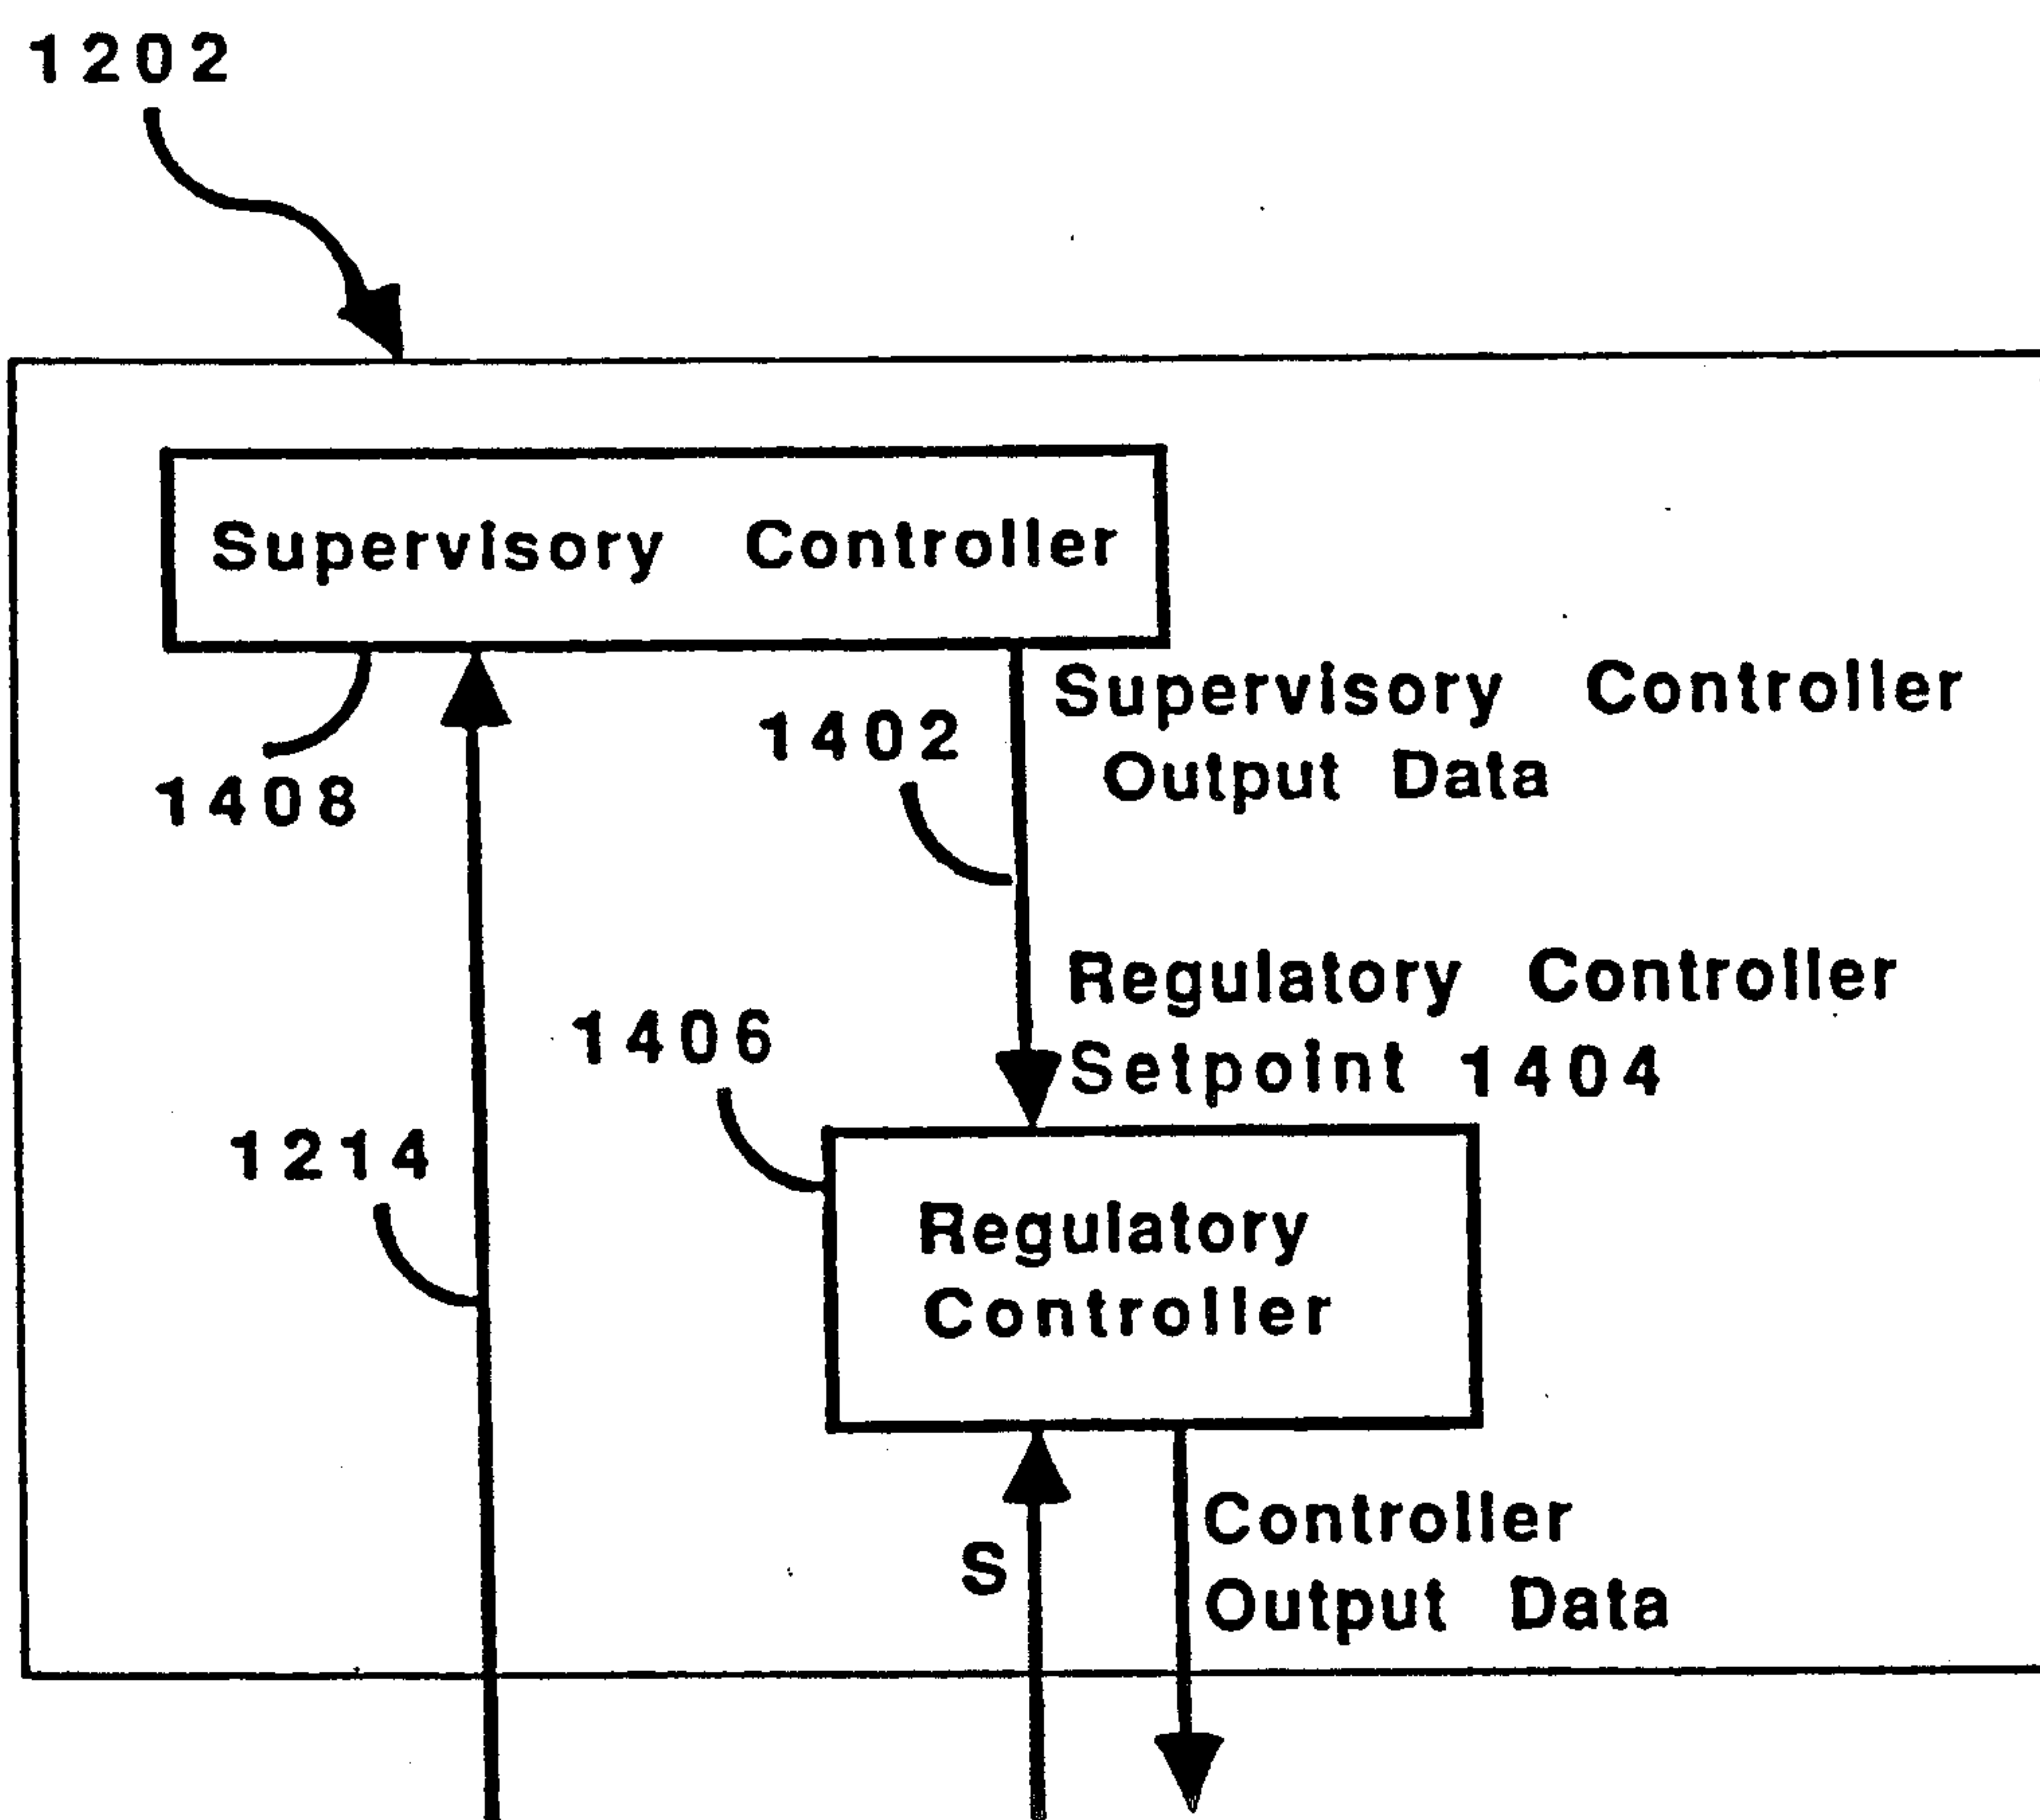 1202
Supervisory Controller
Supervisory Controller
Output Data
1402
1408
Regulatory Controller
Setpoint 1404
1406
1214
Regulatory
Controller
S
Controller
Output Data